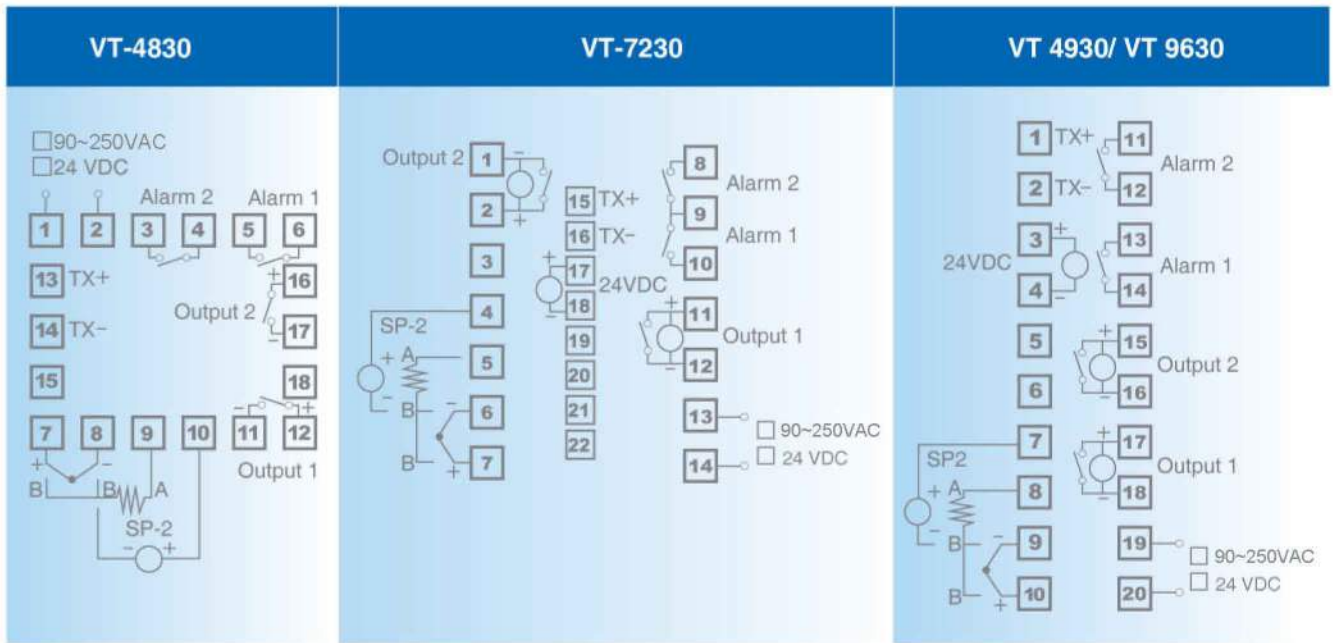 VT-4830
90~250VAC
24 VDC
Alarm 2 Alarm 1
1 2 3 4 5 6
13 TX+
+ 16
Output 2
14 TX−
− 17
15
18
− +
7 8 9 10 11 12
+ −
Output 1
B B A
SP-2
− +
VT-7230
Output 2 1 −
2 +
3
4
SP-2
+ A 5
− B − 6
B + 7
15 TX+
16 TX−
+ 17
24VDC
− 18
19
20
21
22
8
Alarm 2
9
Alarm 1
10
+ 11
Output 1
− 12
13
90~250VAC
24 VDC
14
VT 4930/ VT 9630
1 TX+ 11
Alarm 2
2 TX− 12
3 + 13
24VDC
Alarm 1
4 − 14
5 + 15
Output 2
6 − 16
7 + 17
SP2
Output 1
+ A 8 − 18
− B − 9 19
90~250VAC
24 VDC
B + 10 20